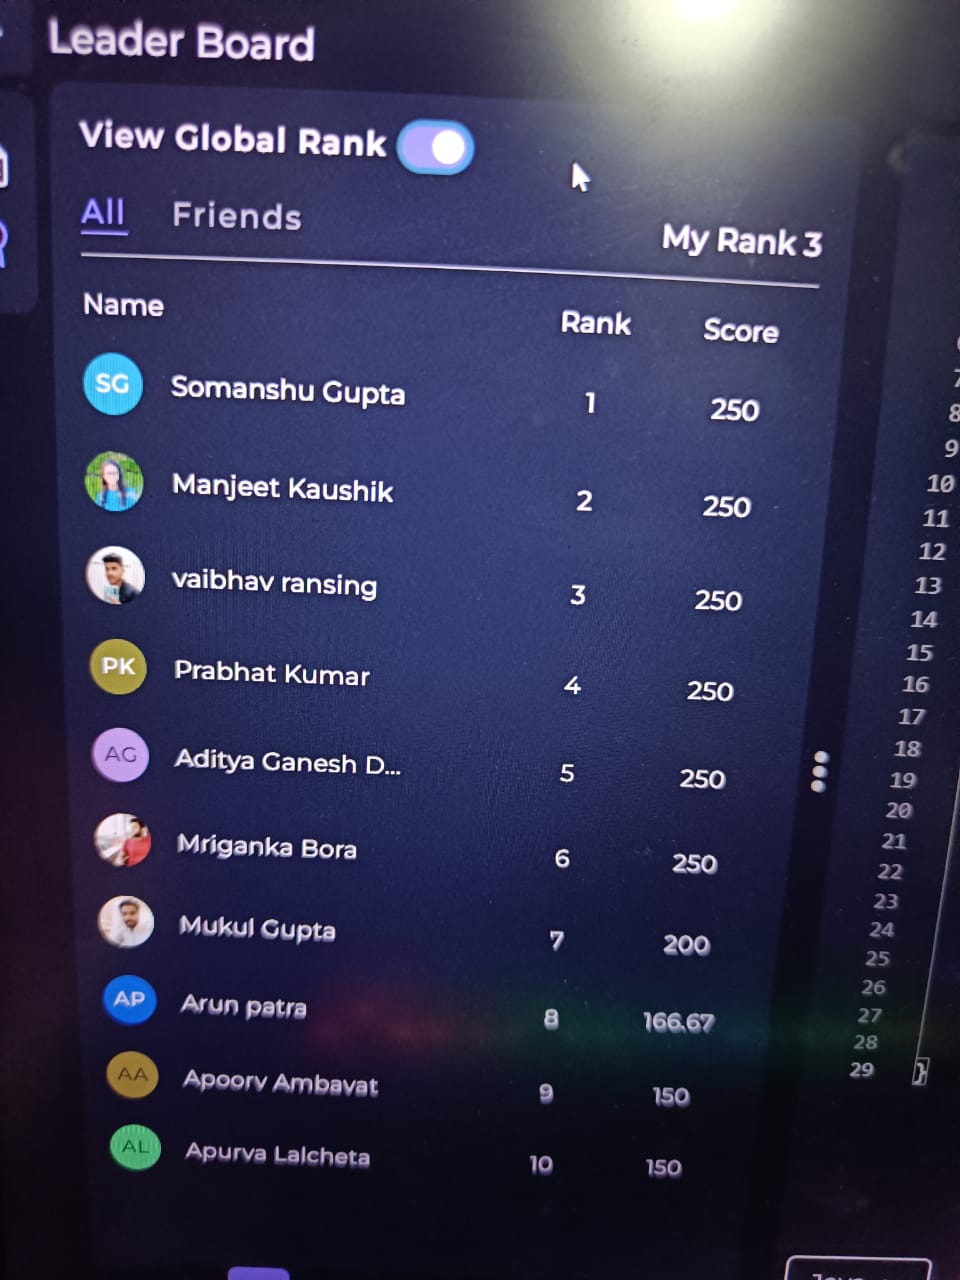 Leader Board
View Global Rank
All Friends My Rank 3
Name Rank Score
SG Somanshu Gupta 1 250
Manjeet Kaushik 2 250
vaibhav ransing 3 250
PK Prabhat Kumar 4 250
AG Aditya Ganesh D... 5 250
Mriganka Bora 6 250
Mukul Gupta 7 200
AP Arun patra 8 166.67
AA Apoorv Ambavat 9 150
AL Apurva Lalcheta 10 150
7
8
9
10
11
12
13
14
15
16
17
18
19
20
21
22
23
24
25
26
27
28
29 }